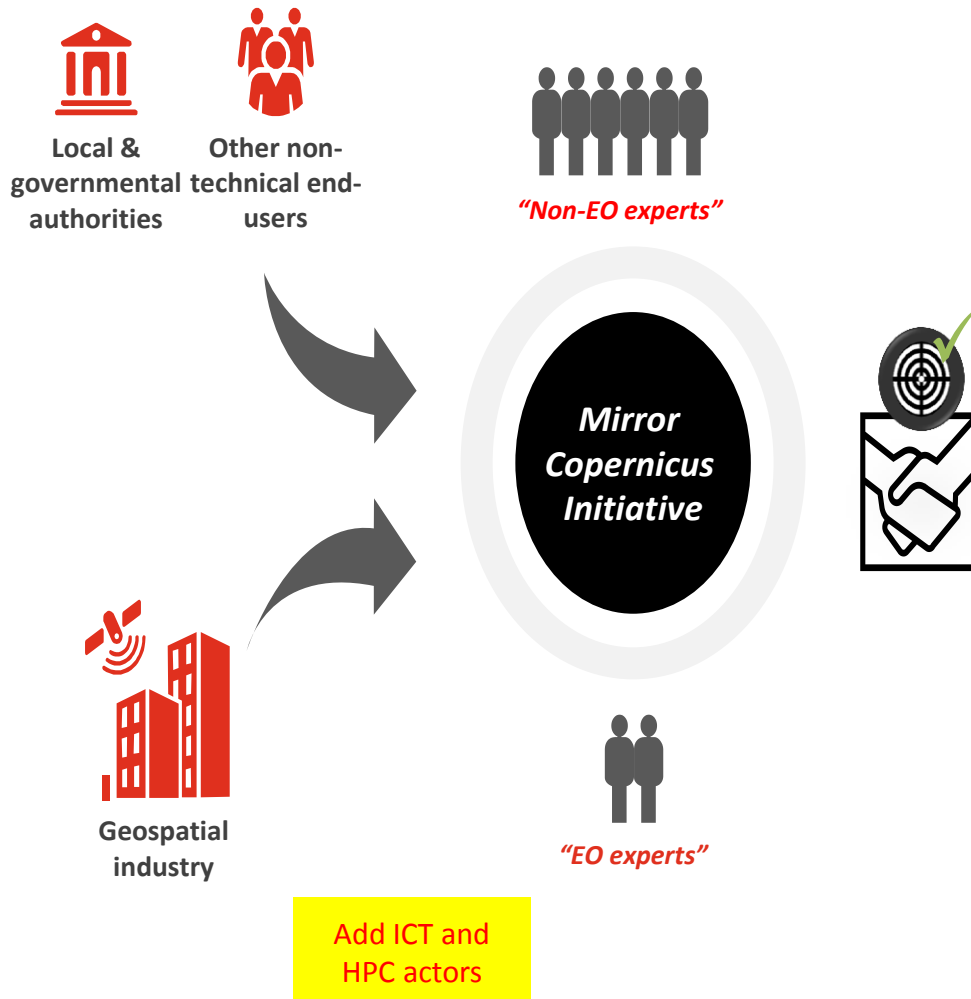 Local &
governmental
authorities
Other non-
technical end-
users
“Non-EO experts”
Mirror
Copernicus
Initiative
Geospatial
industry
“EO experts”
Add ICT and
HPC actors